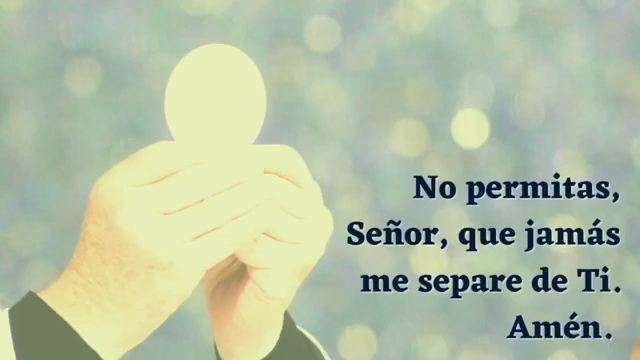 No permitas,
Señor, que jamás
me separe de Ti.
Amén.